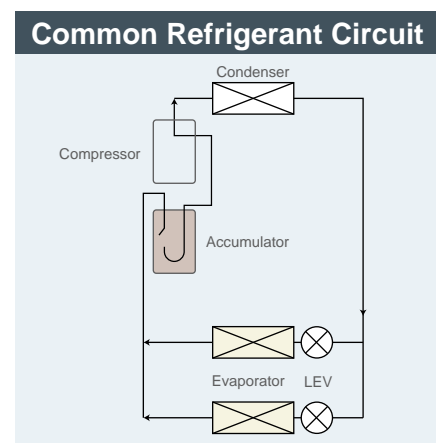 Common Refrigerant Circuit
Condenser
Compressor
Accumulator
Evaporator LEV